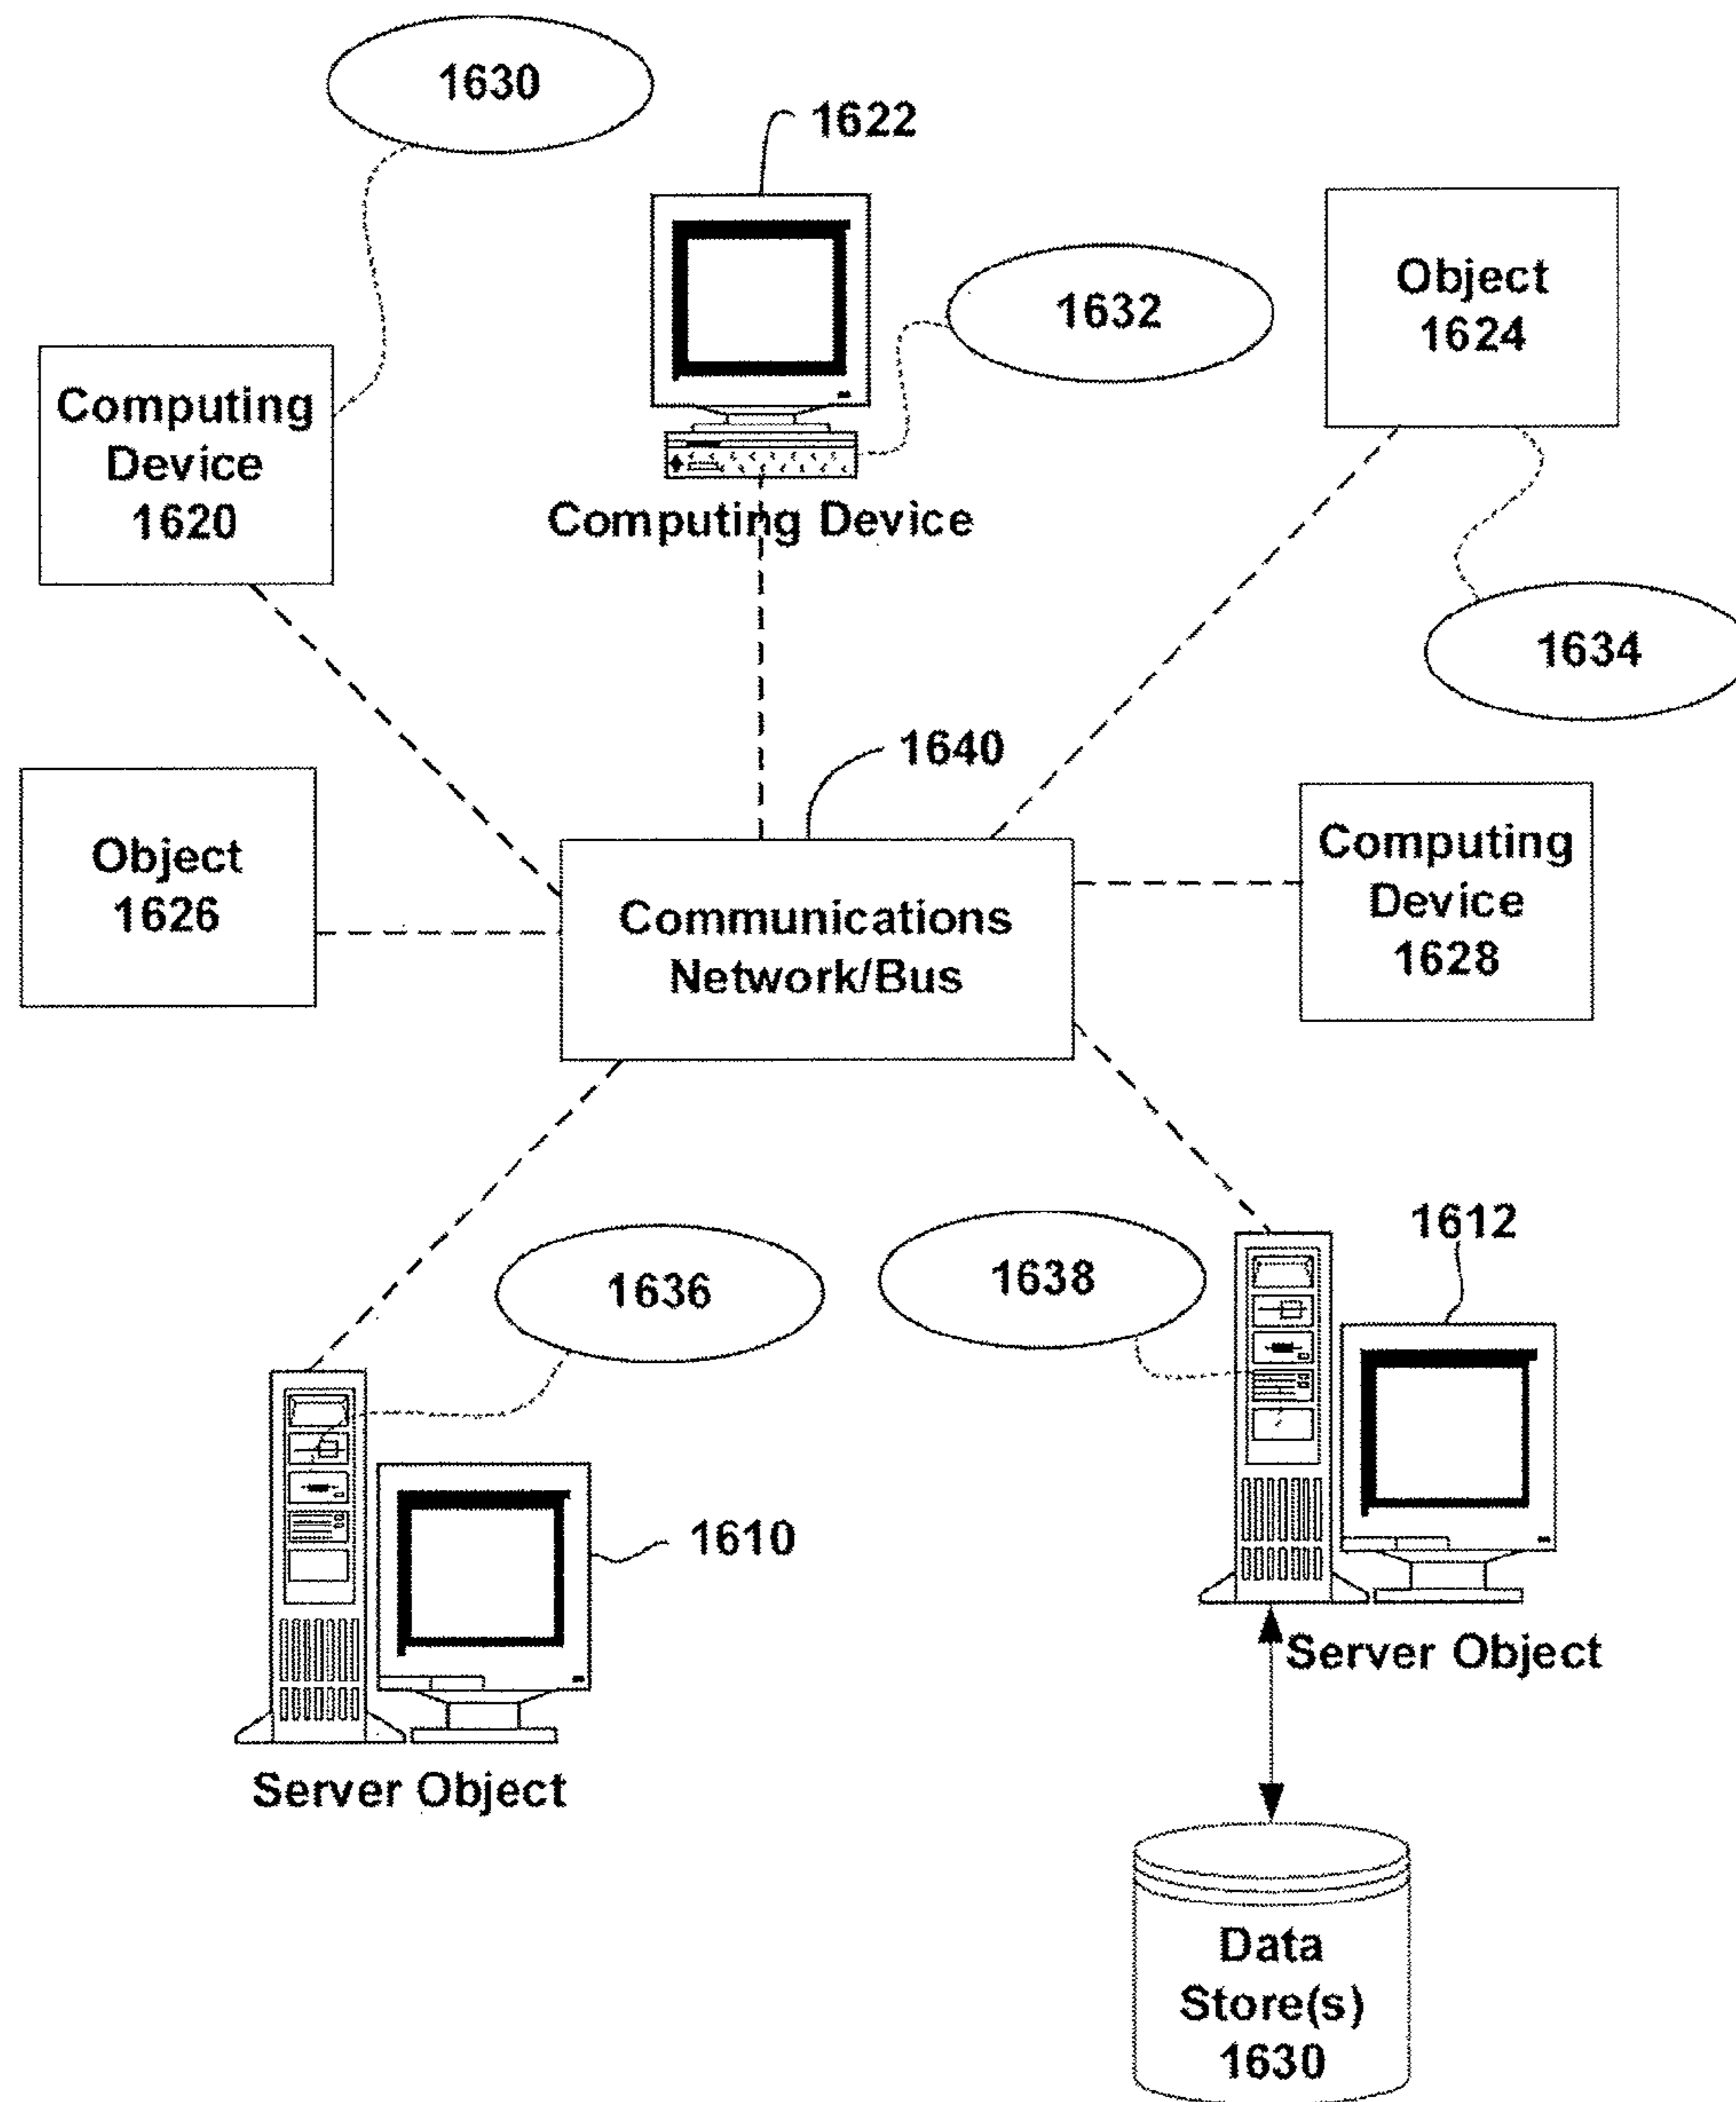 1630
1622
1632
Object
1624
Computing
Device
1620
Computing Device
1634
1640
Object
1626
Communications
Network/Bus
Computing
Device
1628
1636
1638
1612
1610
Server Object
Server Object
Data
Store(s)
1630